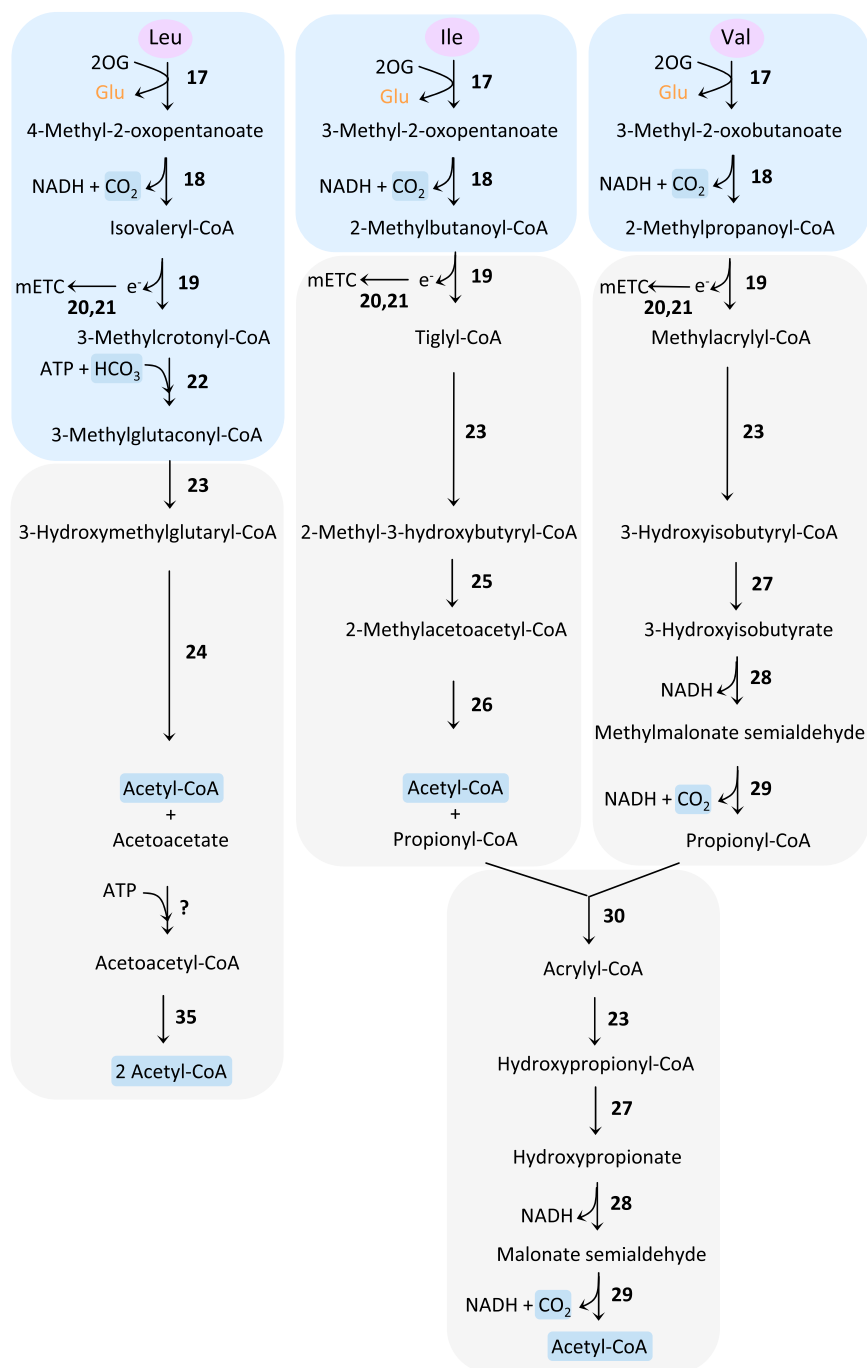 Leu
2OG
17
Glu
4-Methyl-2-oxopentanoate
NADH + CO2
18
Isovaleryl-CoA
mETC
e-
19
20,21
3-Methylcrotonyl-CoA
ATP + HCO3
22
3-Methylglutaconyl-CoA
23
3-Hydroxymethylglutaryl-CoA
24
Acetyl-CoA
+
Acetoacetate
ATP
?
Acetoacetyl-CoA
35
2 Acetyl-CoA
Ile
2OG
17
Glu
3-Methyl-2-oxopentanoate
NADH + CO2
18
2-Methylbutanoyl-CoA
mETC
e-
19
20,21
Tiglyl-CoA
23
2-Methyl-3-hydroxybutyryl-CoA
25
2-Methylacetoacetyl-CoA
26
Acetyl-CoA
+
Propionyl-CoA
Val
2OG
17
Glu
3-Methyl-2-oxobutanoate
NADH + CO2
18
2-Methylpropanoyl-CoA
mETC
e-
19
20,21
Methylacrylyl-CoA
23
3-Hydroxyisobutyryl-CoA
27
3-Hydroxyisobutyrate
28
NADH
Methylmalonate semialdehyde
29
NADH + CO2
Propionyl-CoA
30
Acrylyl-CoA
23
Hydroxypropionyl-CoA
27
Hydroxypropionate
28
NADH
Malonate semialdehyde
29
NADH + CO2
Acetyl-CoA